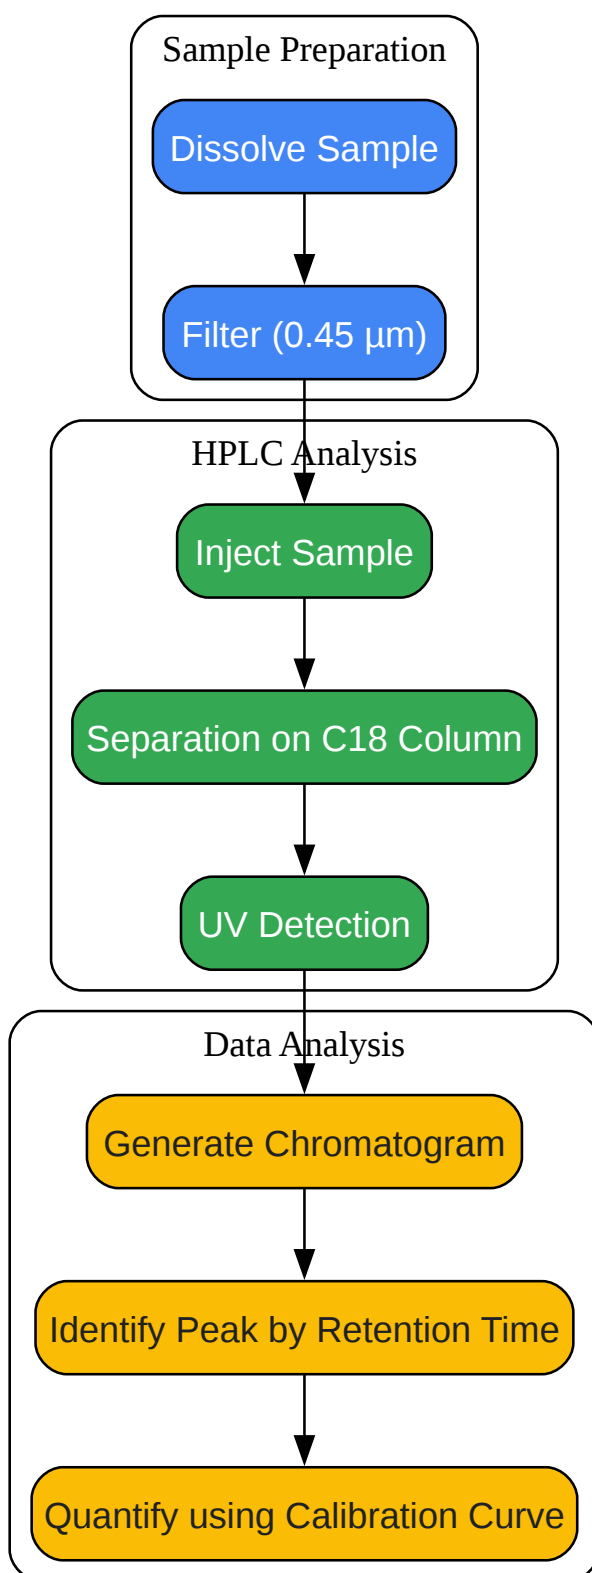 Sample Preparation
Dissolve Sample
Filter (0.45 µm)
HPLC Analysis
Inject Sample
Separation on C18 Column
UV Detection
Data Analysis
Generate Chromatogram
Identify Peak by Retention Time
Quantify using Calibration Curve